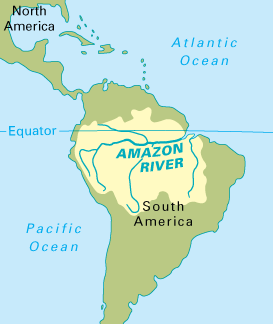 North
America
Atlantic
Ocean
Equator
AMAZON
RIVER
South
America
Pacific
Ocean